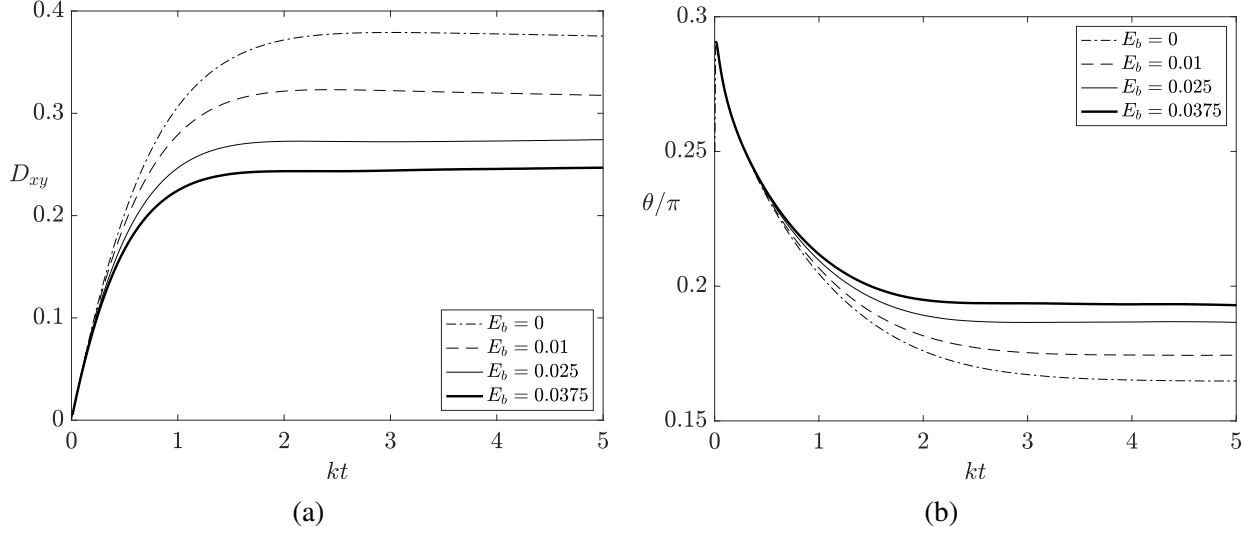 0.4
0.3
D_{xy}
0.2
0.1
0
0 1 2 3 4 5
kt
E_b = 0
E_b = 0.01
E_b = 0.025
E_b = 0.0375
(a)
0.3
0.25
θ/π
0.2
0.15
0 1 2 3 4 5
kt
E_b = 0
E_b = 0.01
E_b = 0.025
E_b = 0.0375
(b)